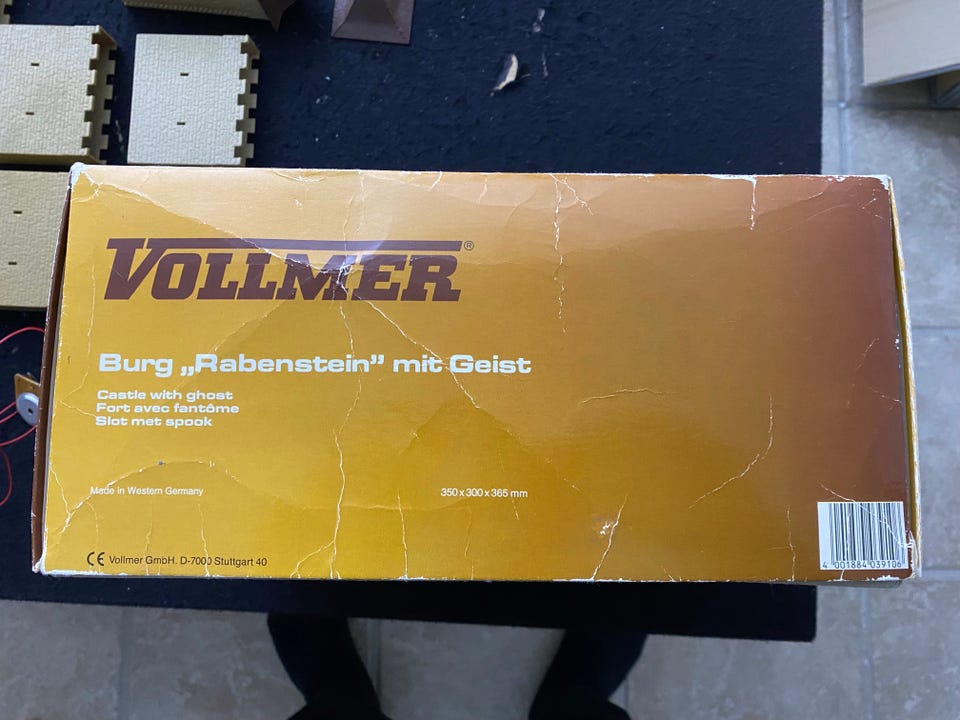 VOLLMER®
Burg „Rabenstein” mit Geist
Castle with ghost
Fort avec fantôme
Slot met spook
Made in Western Germany
350 x 300 x 365 mm
CE Vollmer GmbH. D-7000 Stuttgart 40
4 001884 039106